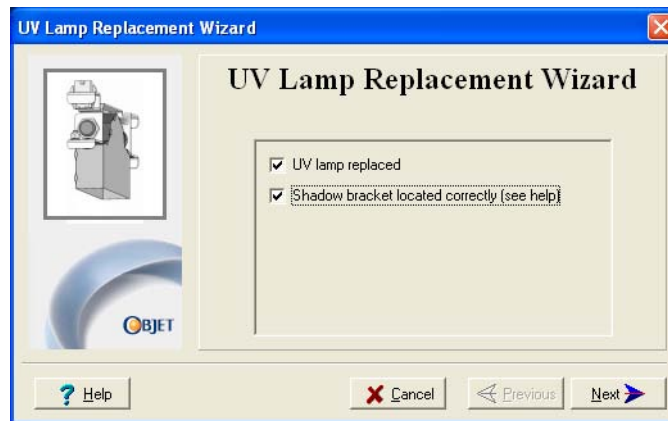 UV Lamp Replacement Wizard
UV Lamp Replacement Wizard
UV lamp replaced
Shadow bracket located correctly (see help)
OBJET
? Help
Cancel
Previous
Next